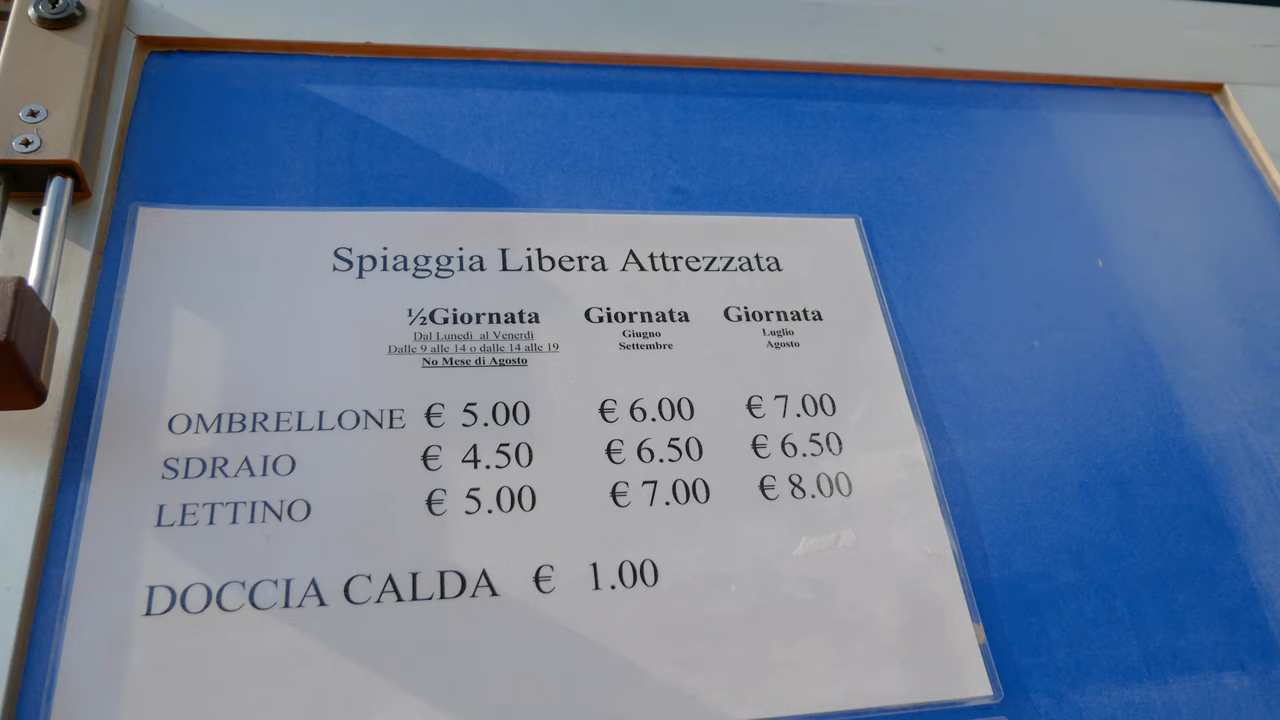 Spiaggia Libera Attrezzata
½Giornata Giornata Giornata
Dal Lunedì al Venerdì Giugno Luglio
Dalle 9 alle 14 o dalle 14 alle 19 Settembre Agosto
No Mese di Agosto
OMBRELLONE € 5.00 € 6.00 € 7.00
SDRAIO € 4.50 € 6.50 € 6.50
LETTINO € 5.00 € 7.00 € 8.00
DOCCIA CALDA € 1.00